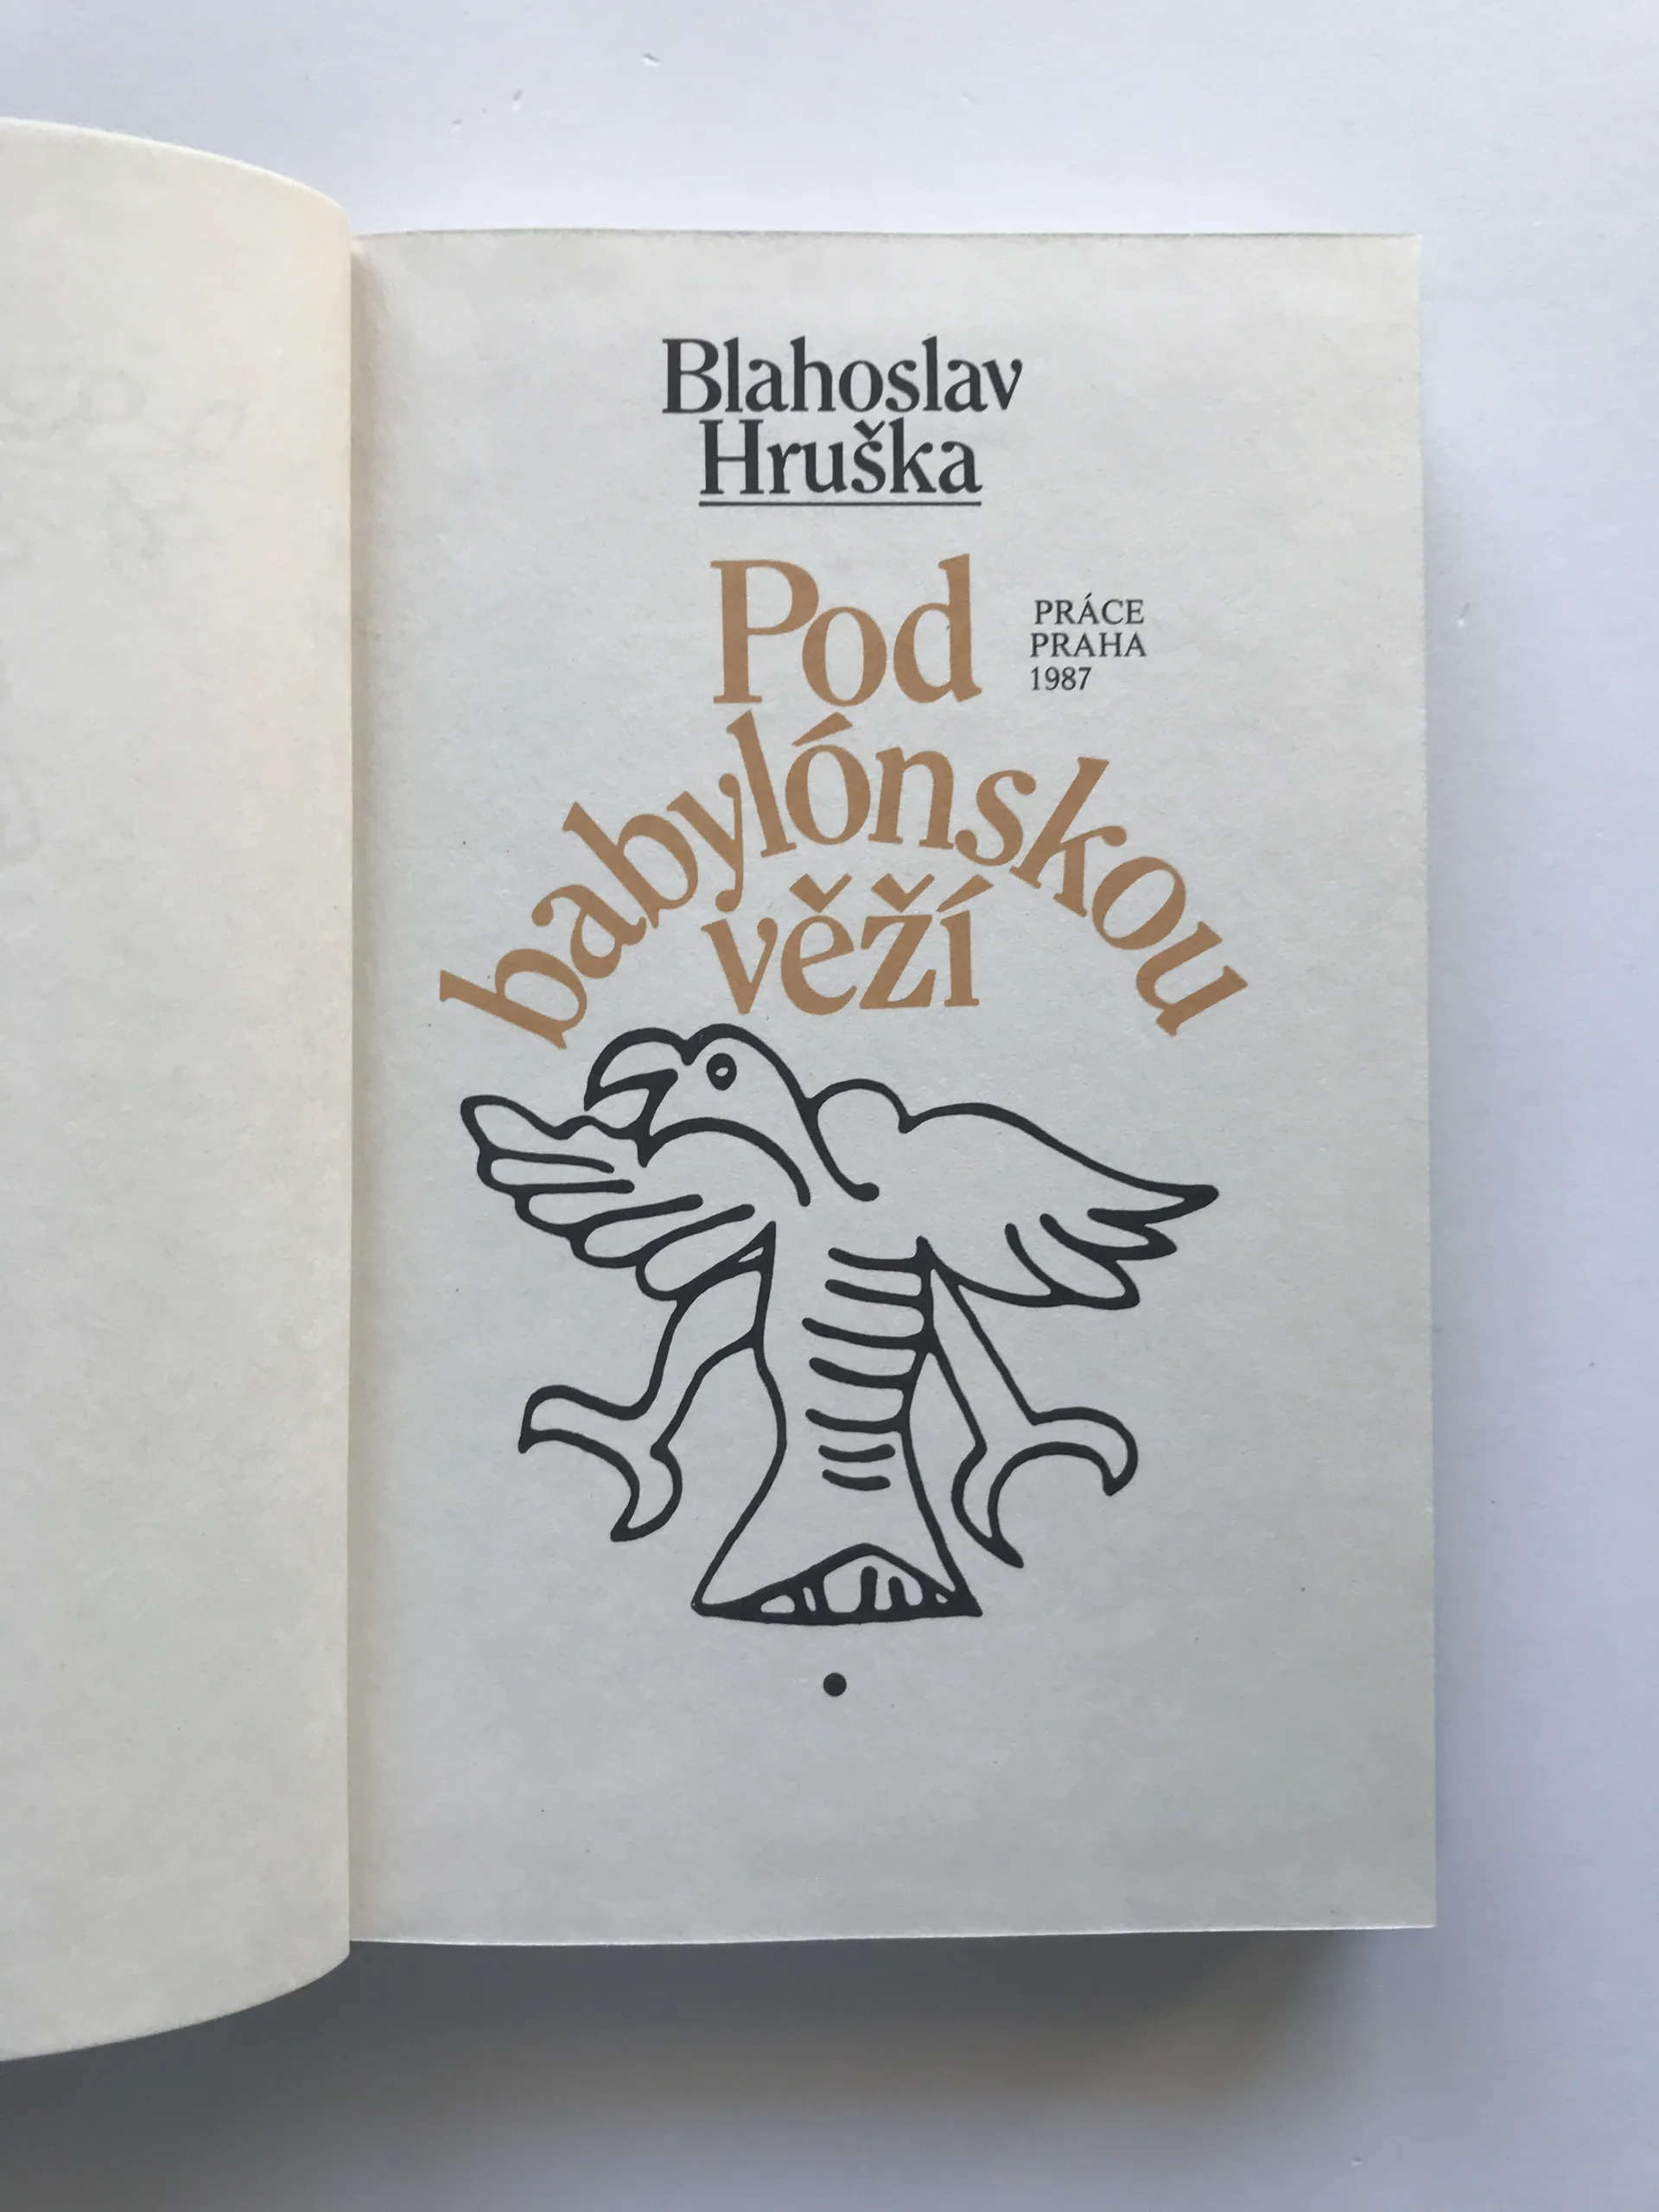 Blahoslav
Hruška
Pod
babylónskou
věží
PRÁCE
PRAHA
1987